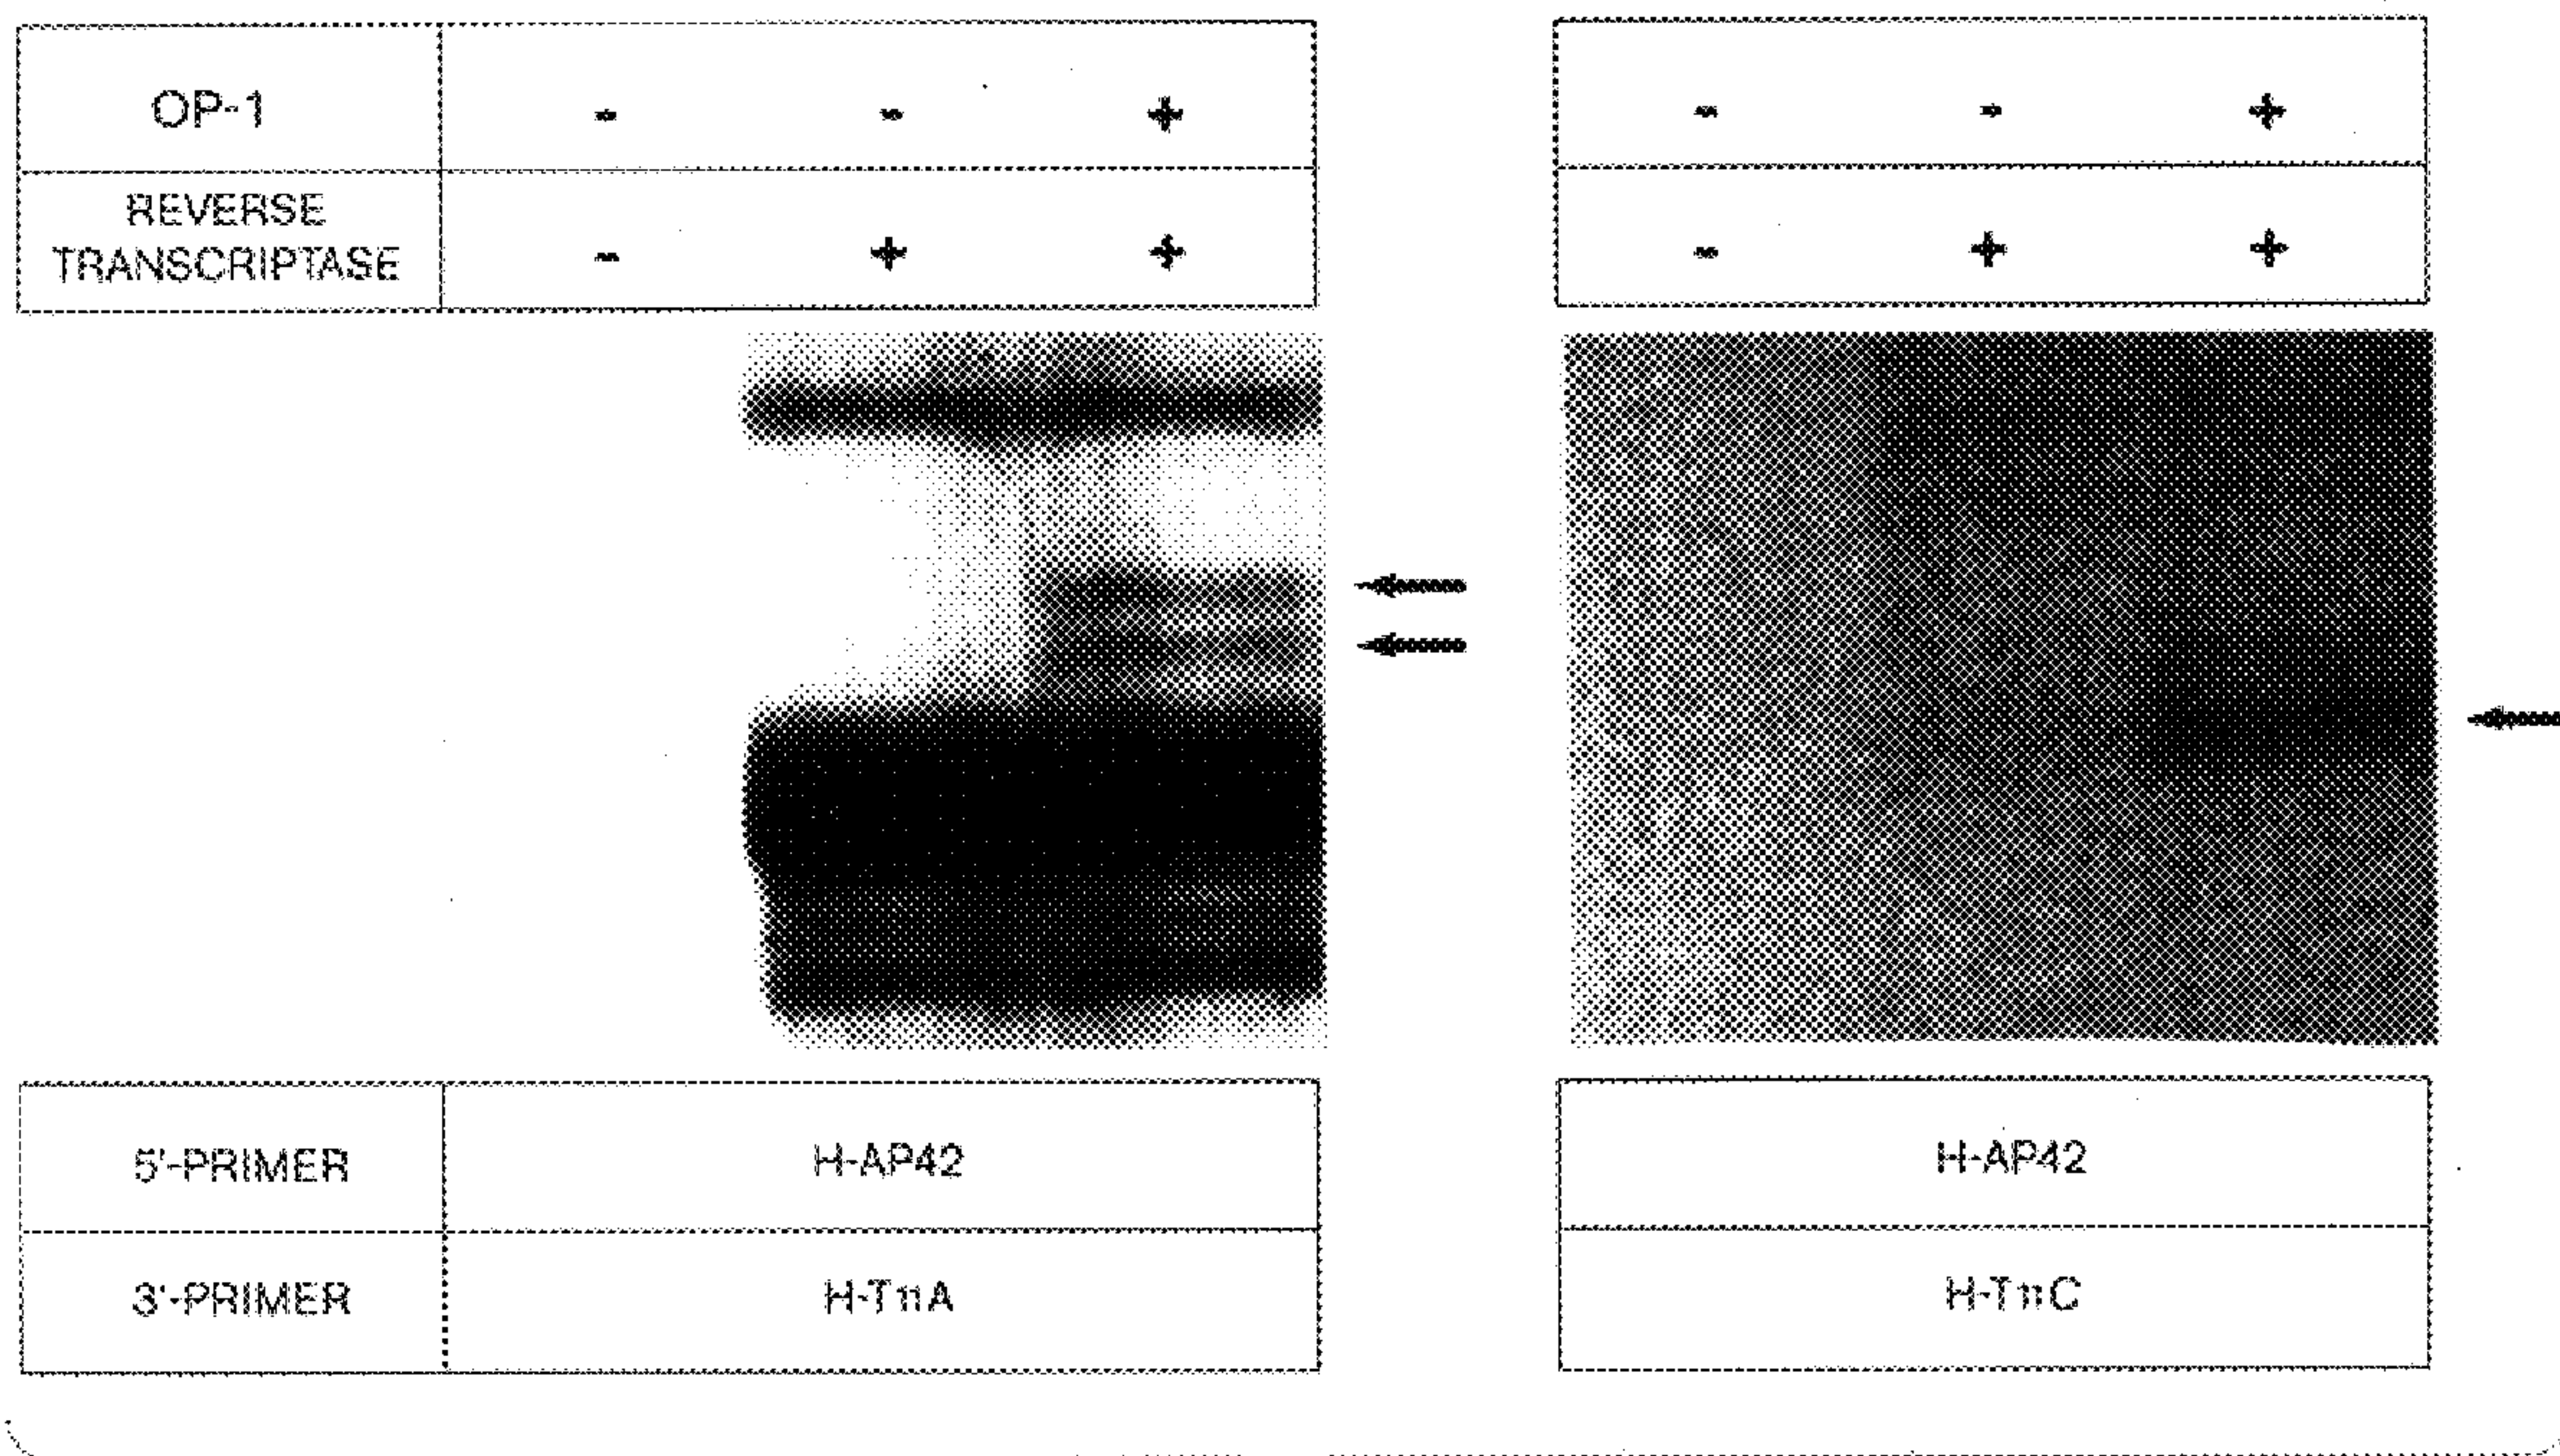 OP-1 - - + - - +
REVERSE
TRANSCRIPTASE - + + - + +
5'-PRIMER H-AP42 H-AP42
3'-PRIMER H-T11A H-T11C